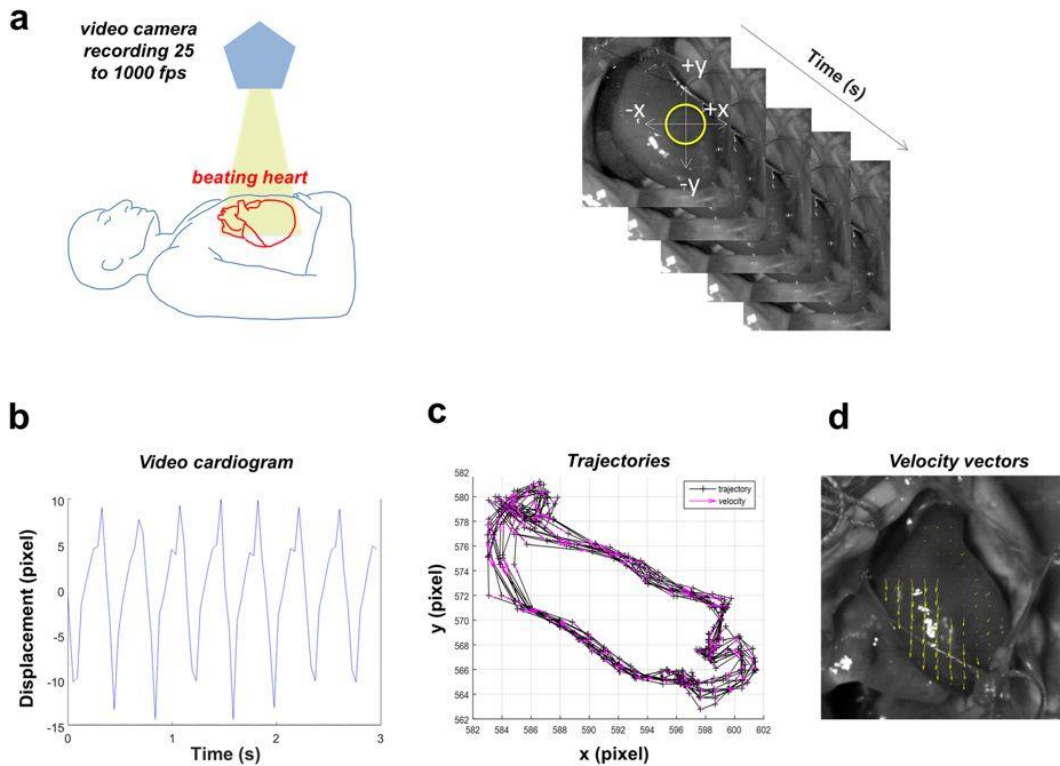 a
video camera
recording 25
to 1000 fps
beating heart
+y
-x
+x
-y
Time (s)
b
Video cardiogram
Displacement (pixel)
10
5
0
-5
-10
-15
0
1
2
3
Time (s)
c
Trajectories
trajectory
velocity
y (pixel)
582
580
578
576
574
572
570
568
566
564
562
582 583 584 585 586 588 590 592 594 596 598 600 602
x (pixel)
d
Velocity vectors